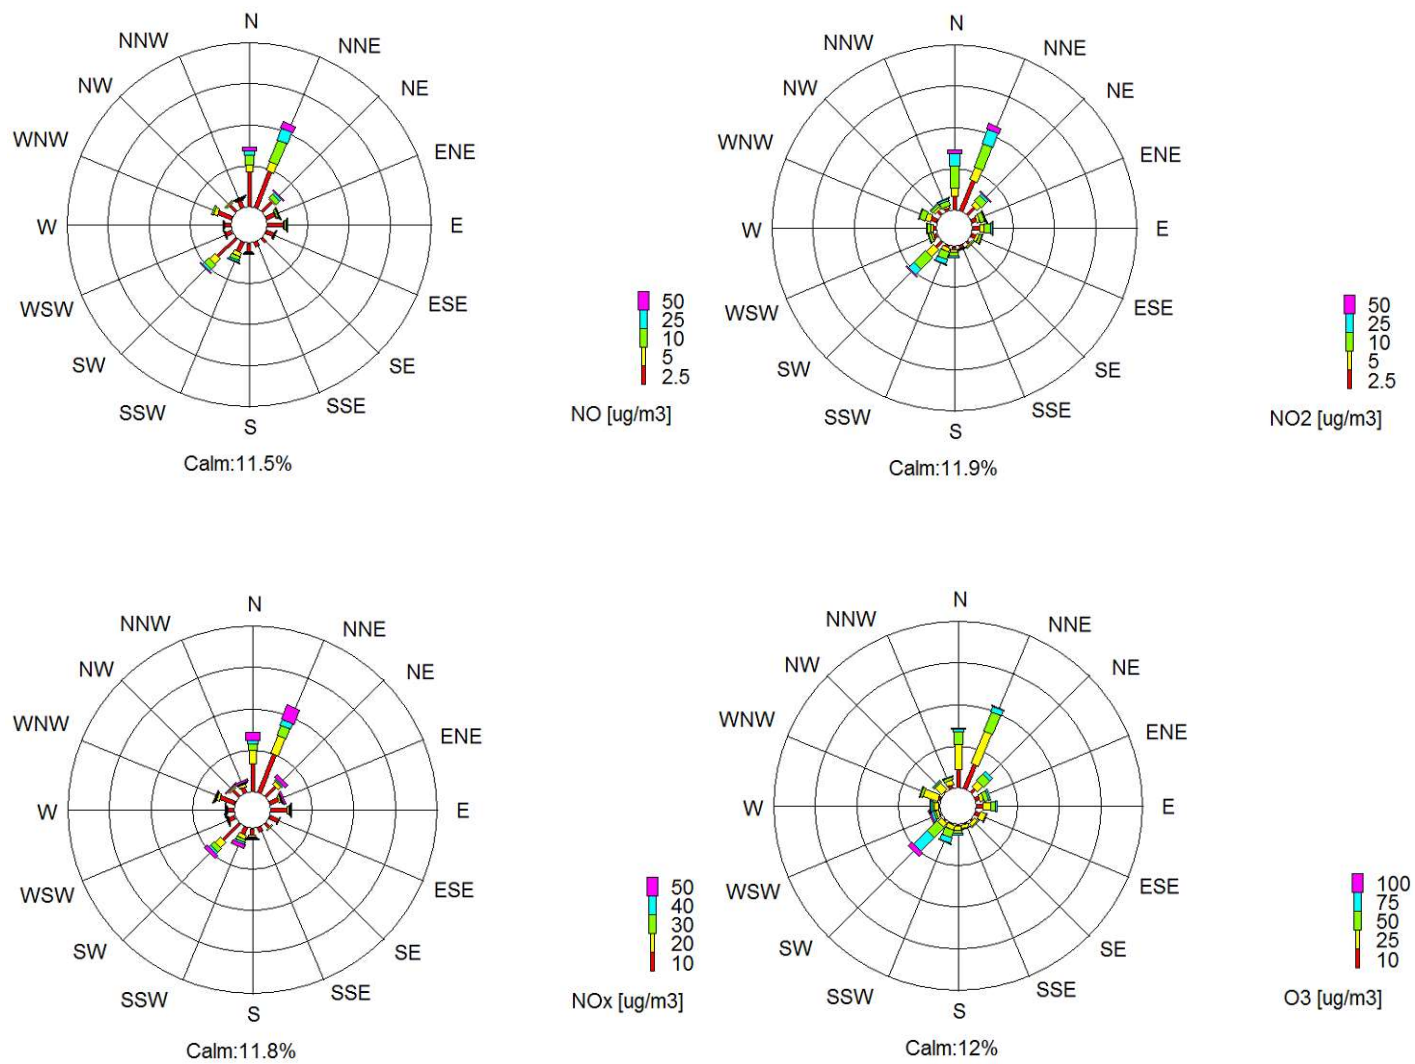 N
NNW
NNE
NW
NE
WNW
ENE
W
E
WSW
ESE
SW
SE
SSW
SSE
S
Calm:11.5%
50
25
10
5
2.5
NO [ug/m3]
N
NNW
NNE
NW
NE
WNW
ENE
W
E
WSW
ESE
SW
SE
SSW
SSE
S
Calm:11.9%
50
25
10
5
2.5
NO2 [ug/m3]
N
NNW
NNE
NW
NE
WNW
ENE
W
E
WSW
ESE
SW
SE
SSW
SSE
S
Calm:11.8%
50
40
30
20
10
NOx [ug/m3]
N
NNW
NNE
NW
NE
WNW
ENE
W
E
WSW
ESE
SW
SE
SSW
SSE
S
Calm:12%
100
75
50
25
10
O3 [ug/m3]